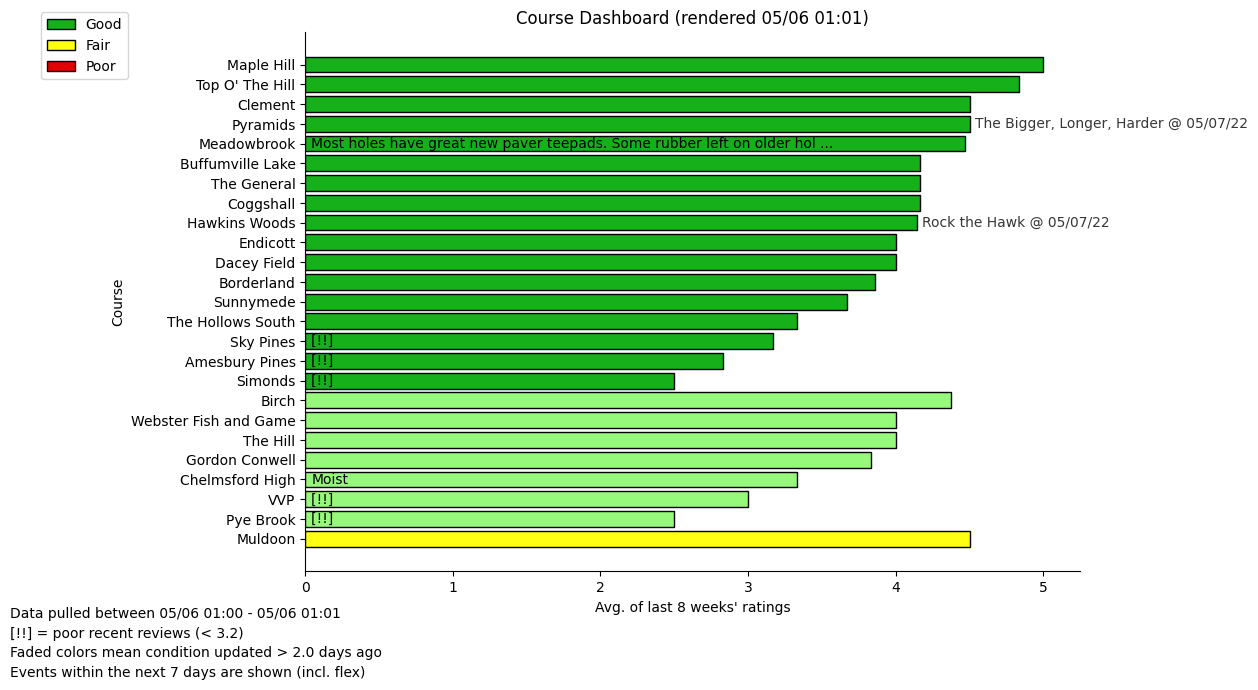 Course Dashboard (rendered 05/06 01:01)
Good
Fair
Poor
Course
Maple Hill
Top O' The Hill
Clement
Pyramids The Bigger, Longer, Harder @ 05/07/22
Meadowbrook Most holes have great new paver teepads. Some rubber left on older hol ...
Buffumville Lake
The General
Coggshall
Hawkins Woods Rock the Hawk @ 05/07/22
Endicott
Dacey Field
Borderland
Sunnymede
The Hollows South
Sky Pines [!!]
Amesbury Pines [!!]
Simonds [!!]
Birch
Webster Fish and Game
The Hill
Gordon Conwell
Chelmsford High Moist
VVP [!!]
Pye Brook [!!]
Muldoon
0 1 2 3 4 5
Avg. of last 8 weeks' ratings
Data pulled between 05/06 01:00 - 05/06 01:01
[!!] = poor recent reviews (< 3.2)
Faded colors mean condition updated > 2.0 days ago
Events within the next 7 days are shown (incl. flex)